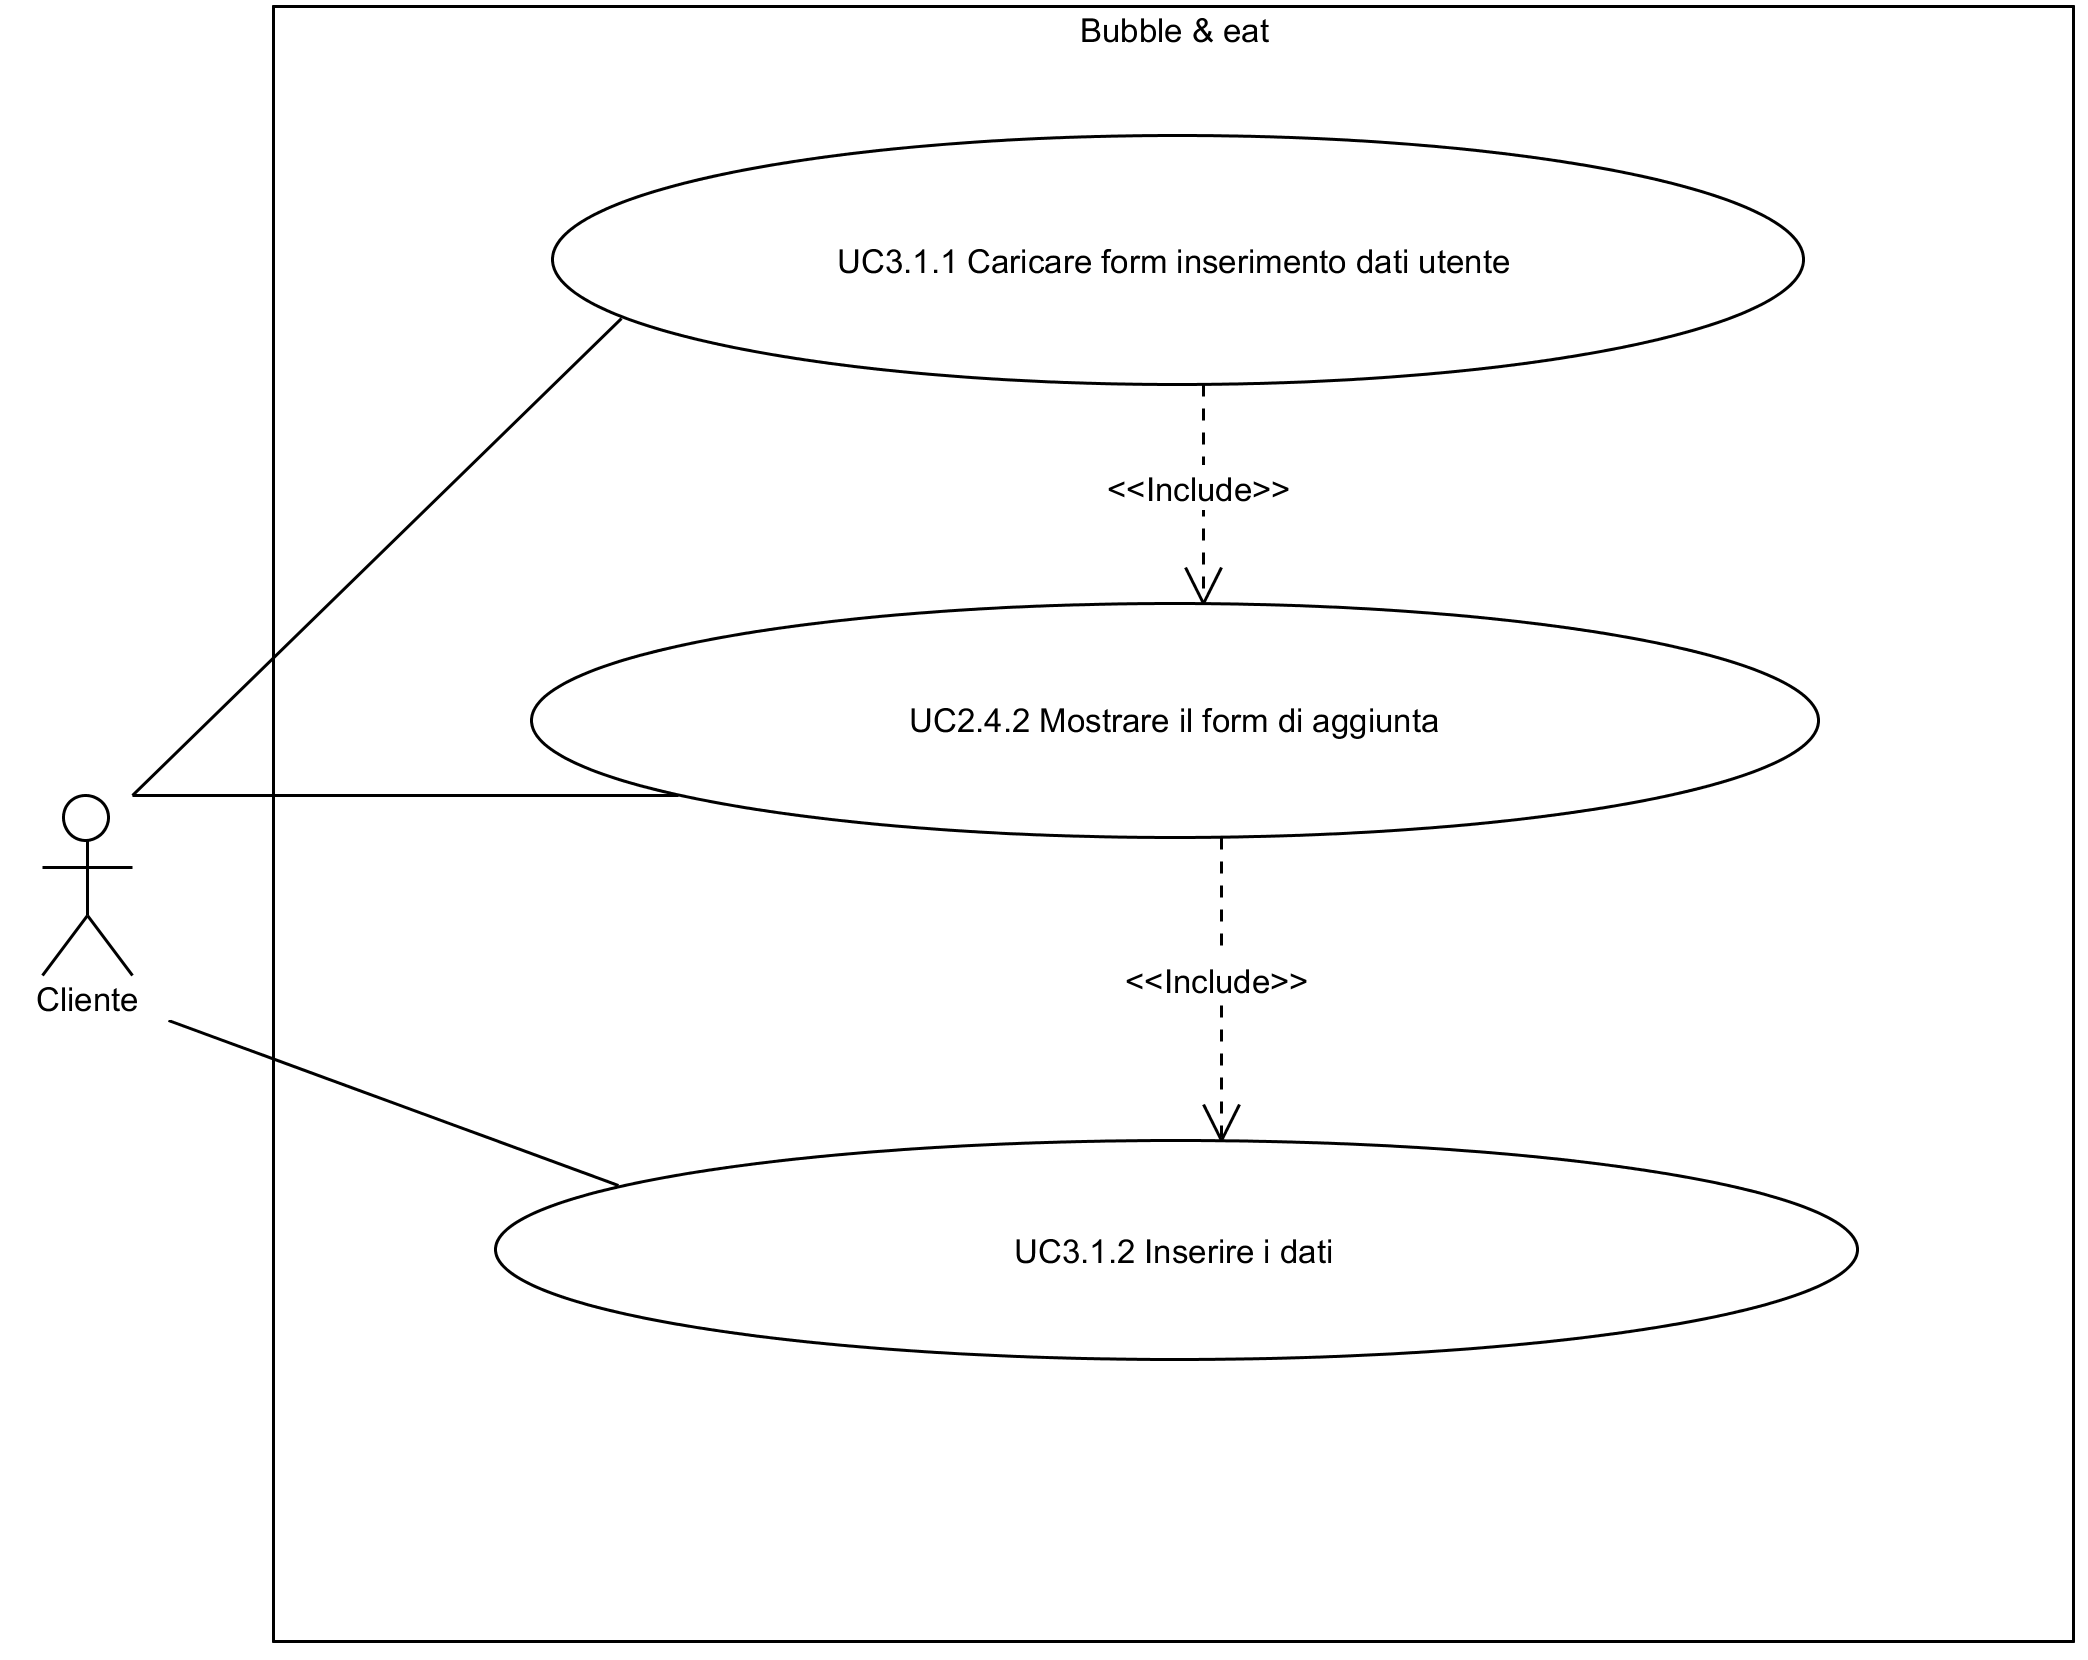 Bubble & eat
UC3.1.1 Caricare form inserimento dati utente
<<Include>>
UC2.4.2 Mostrare il form di aggiunta
<<Include>>
Cliente
UC3.1.2 Inserire i dati